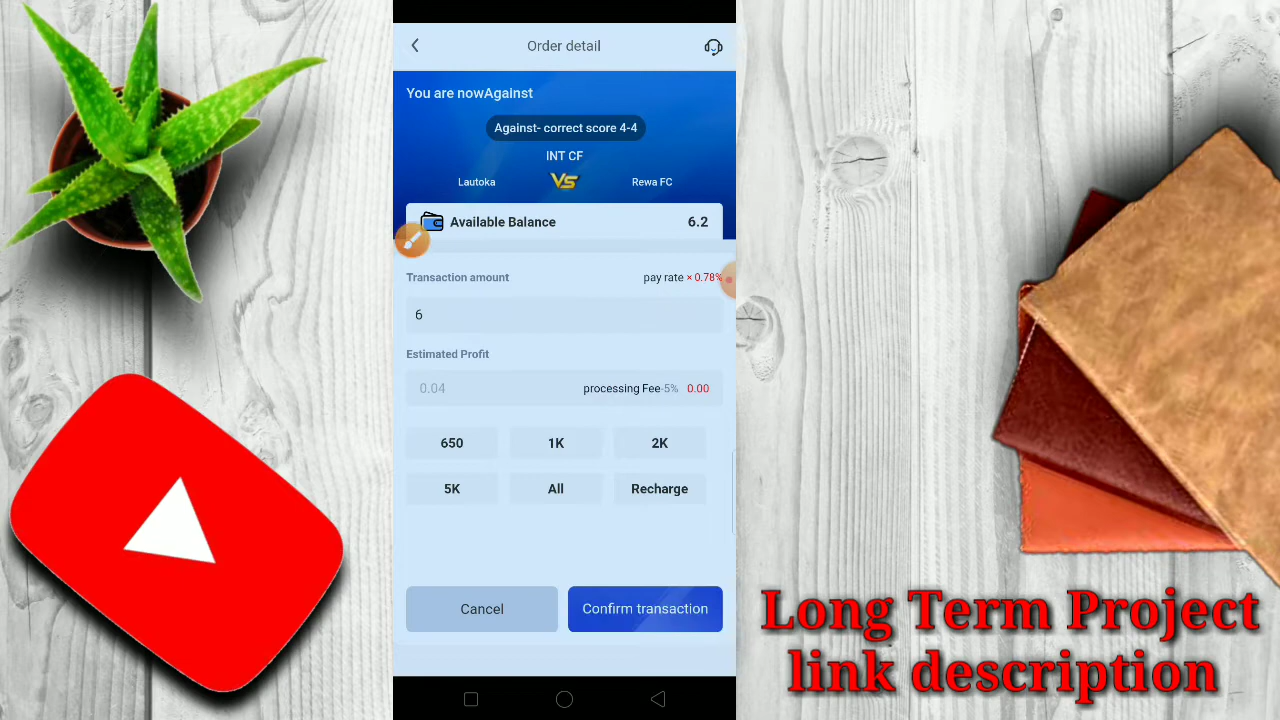 Order detail
You are nowAgainst
Against- correct score 4-4
INT CF
Lautoka VS Rewa FC
Available Balance 6.2
Transaction amount pay rate × 0.78%
6
Estimated Profit
0.04 processing Fee-5% 0.00
650 1K 2K
5K All Recharge
Cancel Confirm transaction
Long Term Project
link description